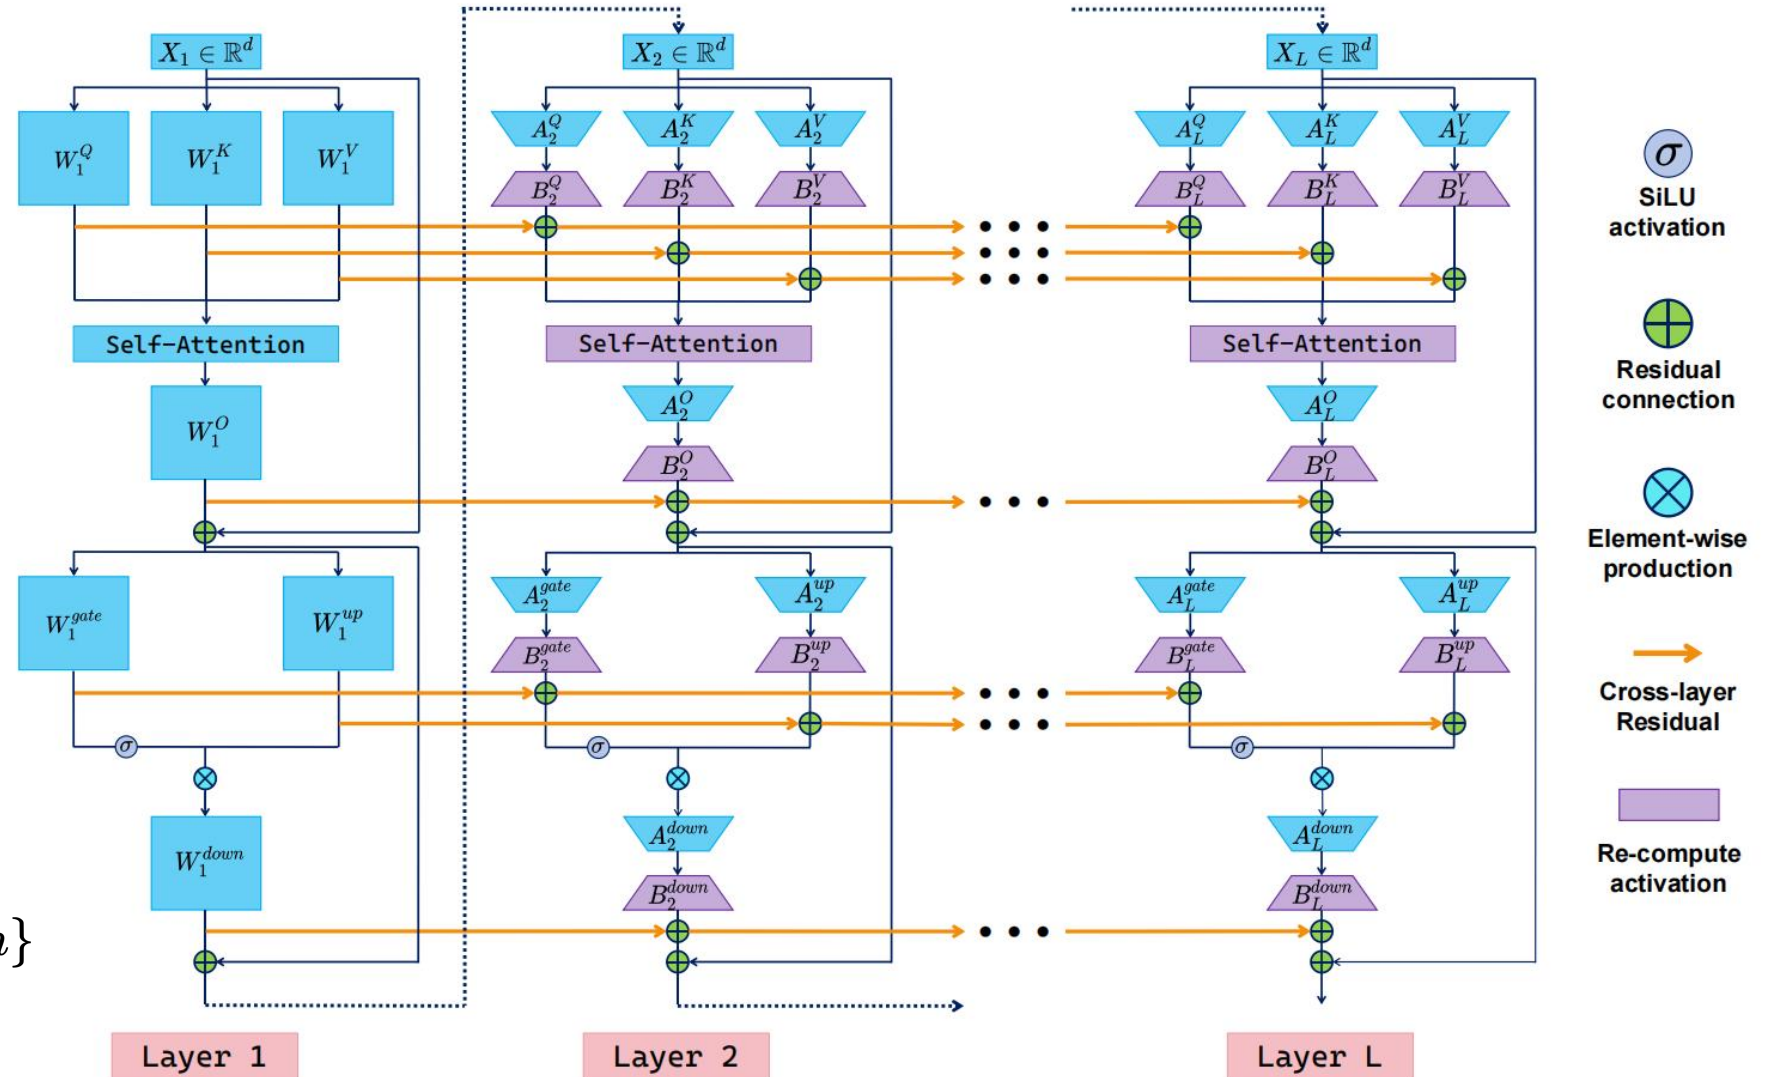 X_1 ∈ ℝ^d
X_2 ∈ ℝ^d
X_L ∈ ℝ^d
W_1^Q W_1^K W_1^V
A_2^Q A_2^K A_2^V
A_L^Q A_L^K A_L^V
B_2^Q B_2^K B_2^V
B_L^Q B_L^K B_L^V
• • •
• • •
• • •
Self-Attention
Self-Attention
Self-Attention
W_1^O
A_2^O
A_L^O
B_2^O
B_L^O
• • •
W_1^{gate} W_1^{up}
A_2^{gate} A_2^{up}
A_L^{gate} A_L^{up}
B_2^{gate} B_2^{up}
B_L^{gate} B_L^{up}
• • •
• • •
σ
σ
σ
W_1^{down}
A_2^{down}
A_L^{down}
B_2^{down}
B_L^{down}
• • •
}
Layer 1
Layer 2
Layer L
σ
SiLU
activation
Residual
connection
Element-wise
production
Cross-layer
Residual
Re-compute
activation